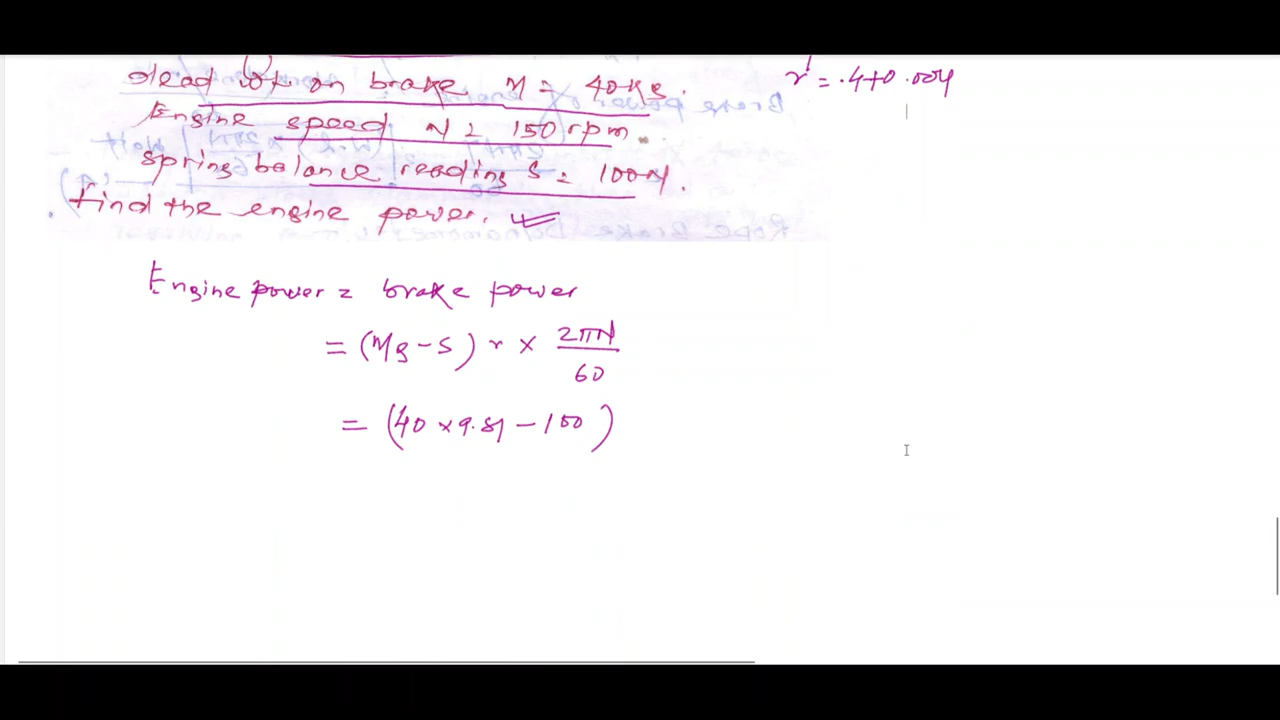 dead wt on brake M = 40kg.
r = .4+0.004
Engine speed N = 150 rpm
spring balance reading S = 100N.
find the engine power.
Engine power = brake power
= (Mg-S) r × 2πN/60
= (40 × 9.81 - 100)